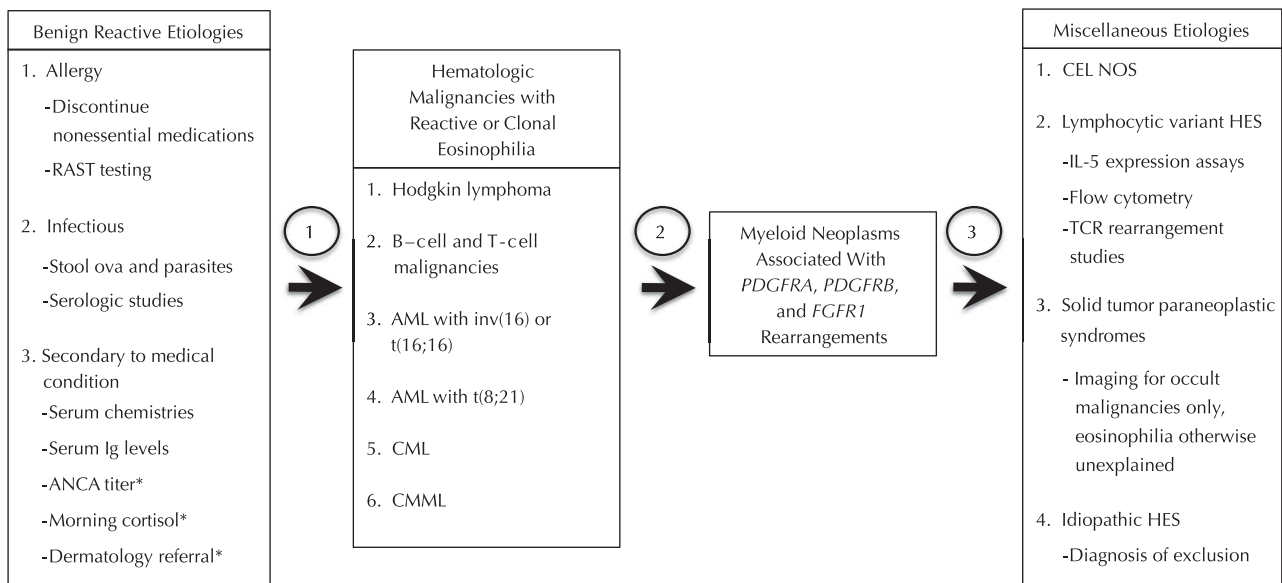 Benign Reactive Etiologies
1. Allergy
-Discontinue
nonessential medications
-RAST testing
2. Infectious
-Stool ova and parasites
-Serologic studies
3. Secondary to medical
condition
-Serum chemistries
-Serum Ig levels
-ANCA titer*
-Morning cortisol*
-Dermatology referral*
1
Hematologic
Malignancies with
Reactive or Clonal
Eosinophilia
1. Hodgkin lymphoma
2. B–cell and T-cell
malignancies
3. AML with inv(16) or
t(16;16)
4. AML with t(8;21)
5. CML
6. CMML
2
Myeloid Neoplasms
Associated With
PDGFRA, PDGFRB,
and FGFR1
Rearrangements
3
Miscellaneous Etiologies
1. CEL NOS
2. Lymphocytic variant HES
-IL-5 expression assays
-Flow cytometry
-TCR rearrangement
studies
3. Solid tumor paraneoplastic
syndromes
- Imaging for occult
malignancies only,
eosinophilia otherwise
unexplained
4. Idiopathic HES
-Diagnosis of exclusion